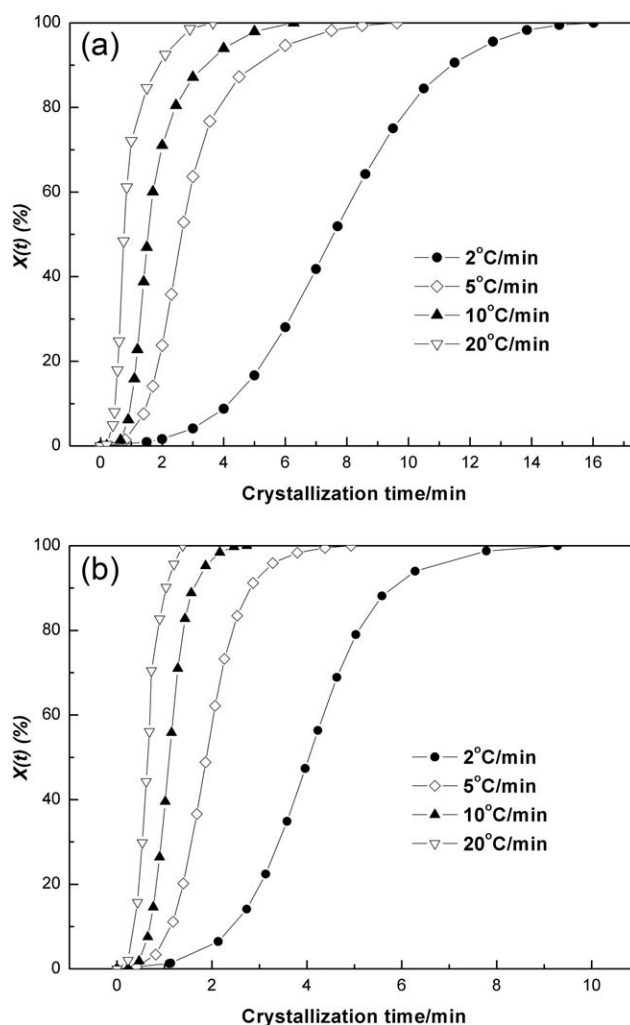 (a)
100
80
60
40
20
0
X(t) (%)
2°C/min
5°C/min
10°C/min
20°C/min
0 2 4 6 8 10 12 14 16
Crystallization time/min
(b)
100
80
60
40
20
0
X(t) (%)
2°C/min
5°C/min
10°C/min
20°C/min
0 2 4 6 8 10
Crystallization time/min